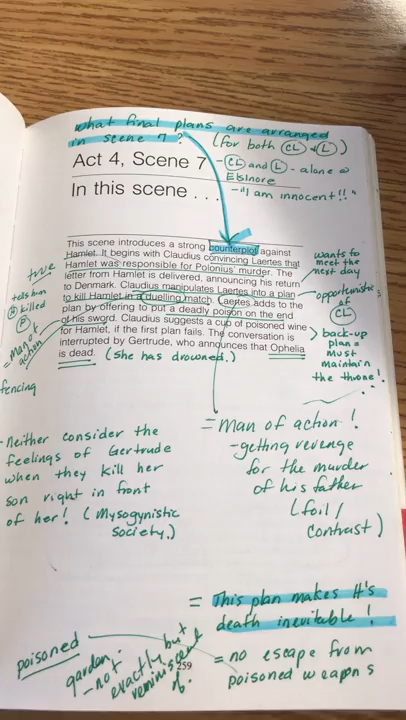 what final plans are arranged
in scene 7? (for both CL + L)
Act 4, Scene 7
- CL and L - alone @
Elsinore
- "I am innocent!!"
In this scene . . .
This scene introduces a strong counterplot against
Hamlet. It begins with Claudius convincing Laertes that
Hamlet was responsible for Polonius' murder. The
letter from Hamlet is delivered, announcing his return
to Denmark. Claudius manipulates Laertes into a plan
to kill Hamlet in a duelling match. Laertes adds to the
plan by offering to put a deadly poison on the end
of his sword. Claudius suggests a cup of poisoned wine
for Hamlet, if the first plan fails. The conversation is
interrupted by Gertrude, who announces that Ophelia
is dead. (She has drowned.)
true
tells him
H killed
P
= man of
action
fencing
wants to
meet the
next day
opportunistic
of
CL
> back-up
plan =
must
maintain
the throne!
- Neither consider the
feelings of Gertrude
when they kill her
son right in front
of her! (Mysogynistic
society.)
= man of action!
- getting revenge
for the murder
of his father
(foil/
contrast)
= This plan makes H's
death inevitable!
= no escape from
poisoned weapons
poisoned
garden
- not
exactly, but
reminiscent
of.
259